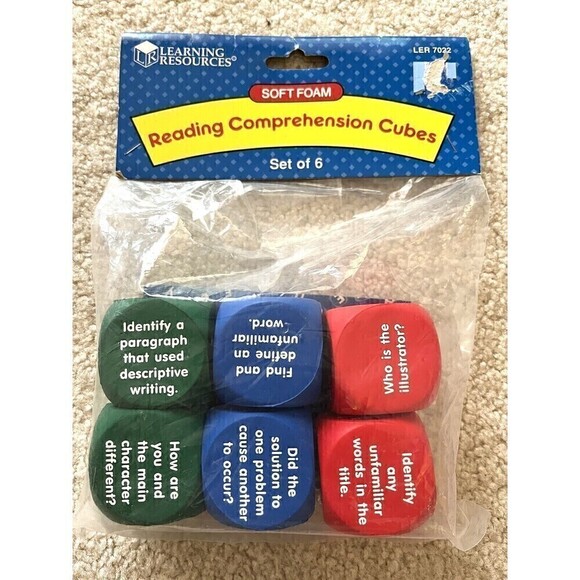 LEARNING
RESOURCES®
LER 7022
SOFT FOAM
Reading Comprehension Cubes
Set of 6
Identify a
paragraph
that used
descriptive
writing.
Find and
define an
unfamiliar
word.
Who is the
illustrator?
How are
you and
the main
character
different?
Did the
solution to
one problem
cause another
to occur?
Identify
any
unfamiliar
words in the
title.